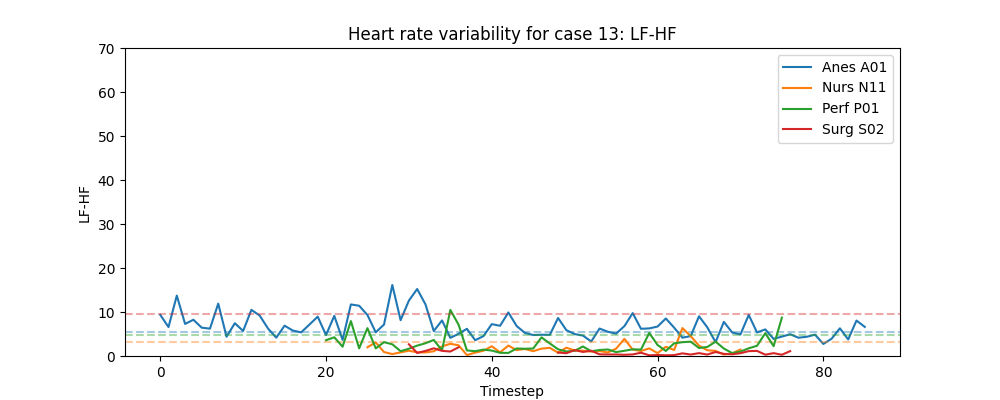 Heart rate variability for case 13: LF-HF
70
60
50
40
30
20
10
0
LF-HF
0 20 40 60 80
Timestep
Anes A01
Nurs N11
Perf P01
Surg S02